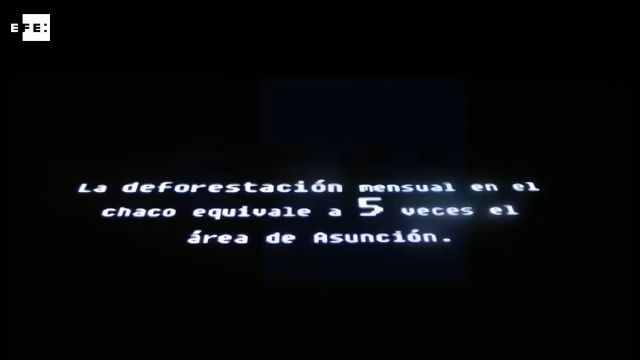 EFE:
La deforestación mensual en el
chaco equivale a 5 veces el
área de Asunción.